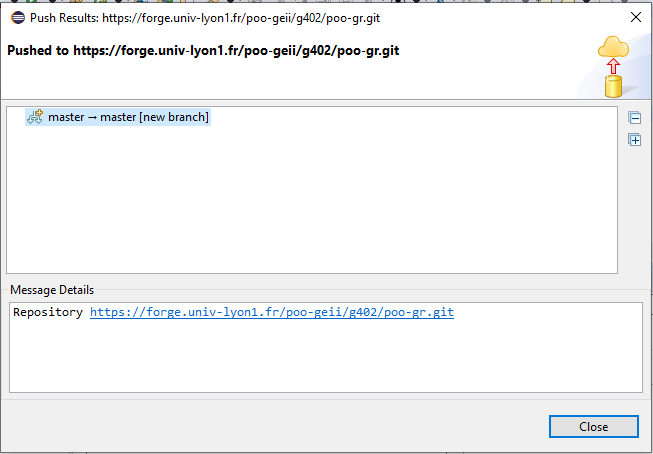 Push Results: https://forge.univ-lyon1.fr/poo-geii/g402/poo-gr.git
Pushed to https://forge.univ-lyon1.fr/poo-geii/g402/poo-gr.git
master → master [new branch]
Message Details
Repository https://forge.univ-lyon1.fr/poo-geii/g402/poo-gr.git
Close